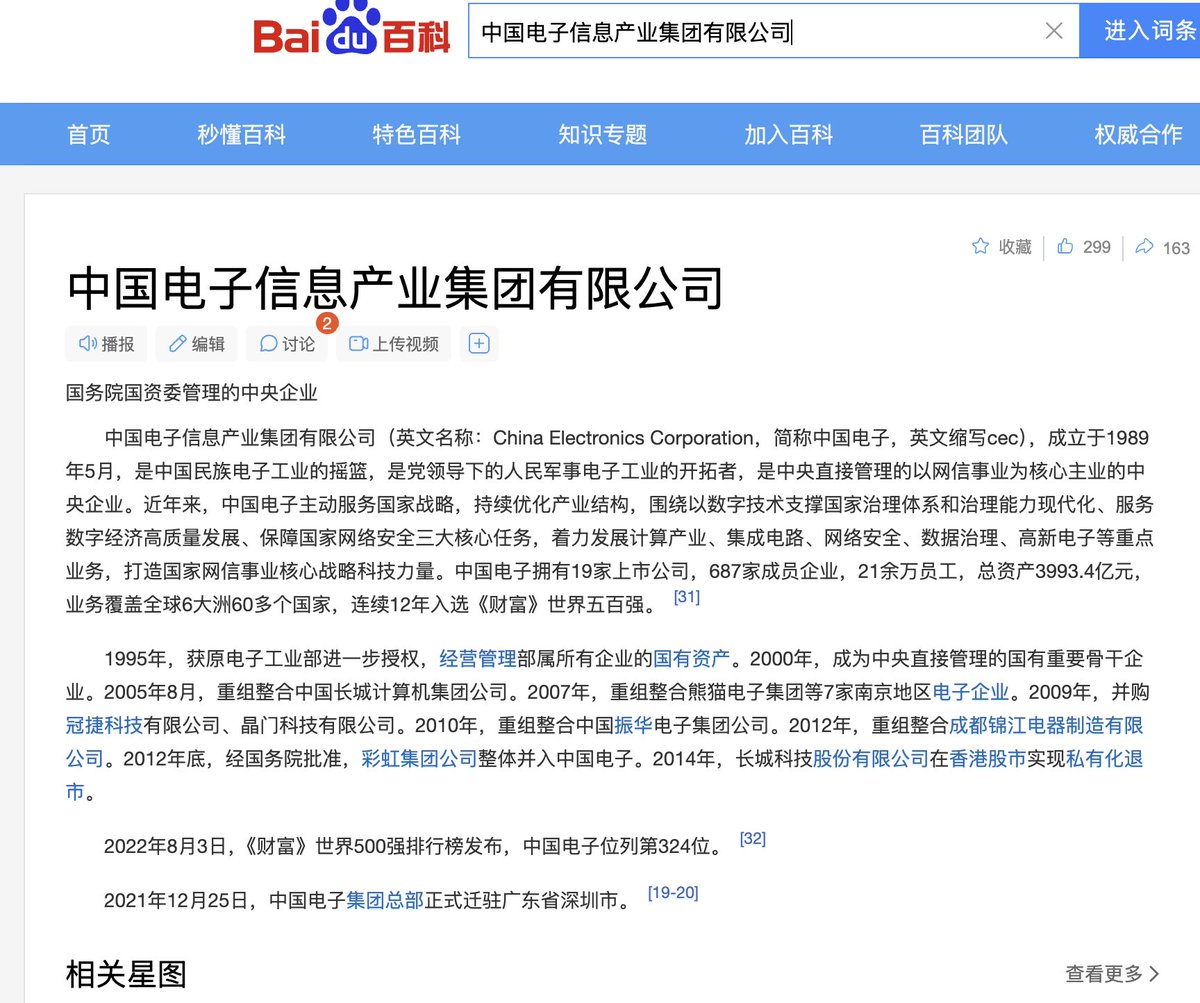 Bai du 百科
中国电子信息产业集团有限公司
进入词条
首页 秒懂百科 特色百科 知识专题 加入百科 百科团队 权威合作
收藏 299 163
中国电子信息产业集团有限公司
2
播报 编辑 讨论 上传视频
国务院国资委管理的中央企业
中国电子信息产业集团有限公司（英文名称：China Electronics Corporation，简称中国电子，英文缩写cec），成立于1989
年5月，是中国民族电子工业的摇篮，是党领导下的人民军事电子工业的开拓者，是中央直接管理的以网信事业为核心主业的中
央企业。近年来，中国电子主动服务国家战略，持续优化产业结构，围绕以数字技术支撑国家治理体系和治理能力现代化、服务
数字经济高质量发展、保障国家网络安全三大核心任务，着力发展计算产业、集成电路、网络安全、数据治理、高新电子等重点
业务，打造国家网信事业核心战略科技力量。中国电子拥有19家上市公司，687家成员企业，21余万员工，总资产3993.4亿元，
业务覆盖全球6大洲60多个国家，连续12年入选《财富》世界五百强。 [31]
1995年，获原电子工业部进一步授权，经营管理部属所有企业的国有资产。2000年，成为中央直接管理的国有重要骨干企
业。2005年8月，重组整合中国长城计算机集团公司。2007年，重组整合熊猫电子集团等7家南京地区电子企业。2009年，并购
冠捷科技有限公司、晶门科技有限公司。2010年，重组整合中国振华电子集团公司。2012年，重组整合成都锦江电器制造有限
公司。2012年底，经国务院批准，彩虹集团公司整体并入中国电子。2014年，长城科技股份有限公司在香港股市实现私有化退
市。
2022年8月3日，《财富》世界500强排行榜发布，中国电子位列第324位。 [32]
2021年12月25日，中国电子集团总部正式迁驻广东省深圳市。 [19-20]
相关星图 查看更多